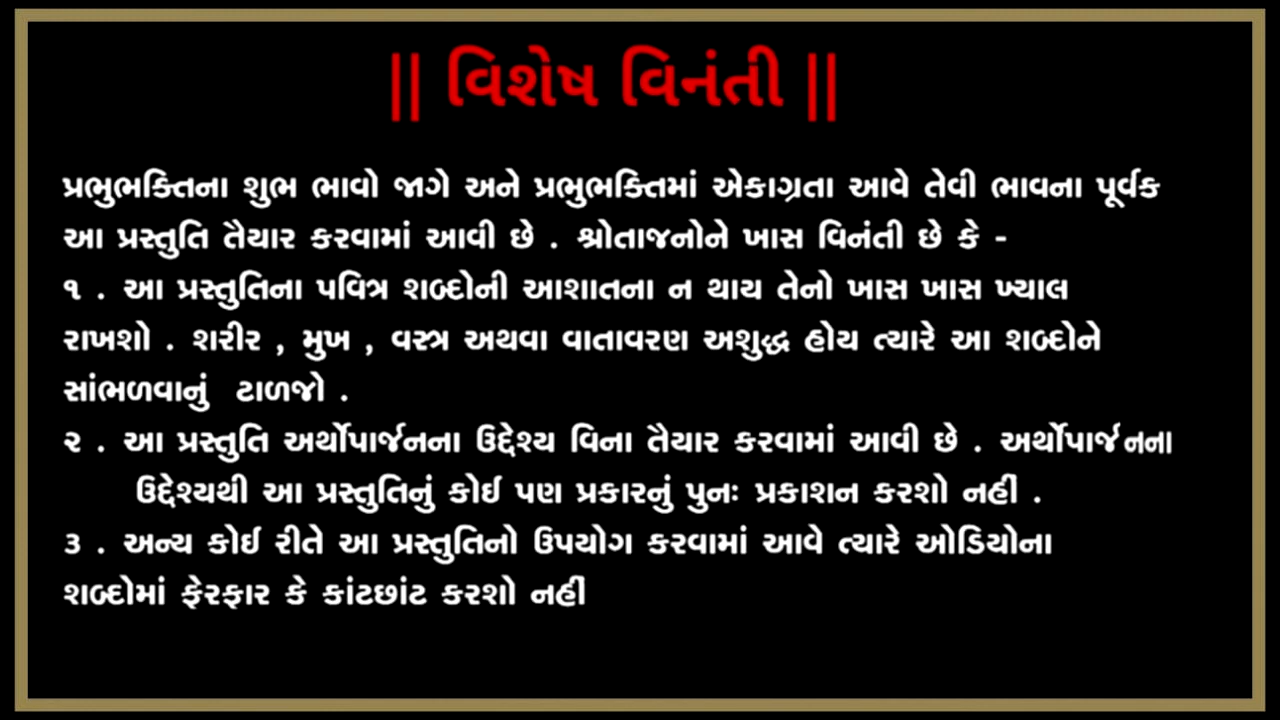 || વિશેષ વિનંતી ||
પ્રભુભક્તિના શુભ ભાવો જાગે અને પ્રભુભક્તિમાં એકાગ્રતા આવે તેવી ભાવના પૂર્વક
આ પ્રસ્તુતિ તૈયાર કરવામાં આવી છે . શ્રોતાજનોને ખાસ વિનંતી છે કે -
૧ . આ પ્રસ્તુતિના પવિત્ર શબ્દોની આશાતના ન થાય તેનો ખાસ ખાસ ખ્યાલ
રાખશો . શરીર , મુખ , વસ્ત્ર અથવા વાતાવરણ અશુદ્ધ હોય ત્યારે આ શબ્દોને
સાંભળવાનું ટાળજો .
૨ . આ પ્રસ્તુતિ અર્થોપાર્જનના ઉદ્દેશ્ય વિના તૈયાર કરવામાં આવી છે . અર્થોપાર્જનના
ઉદ્દેશ્યથી આ પ્રસ્તુતિનું કોઈ પણ પ્રકારનું પુનઃ પ્રકાશન કરશો નહીં .
૩ . અન્ય કોઈ રીતે આ પ્રસ્તુતિનો ઉપયોગ કરવામાં આવે ત્યારે ઓડિયોના
શબ્દોમાં ફેરફાર કે કાંટછાંટ કરશો નહીં